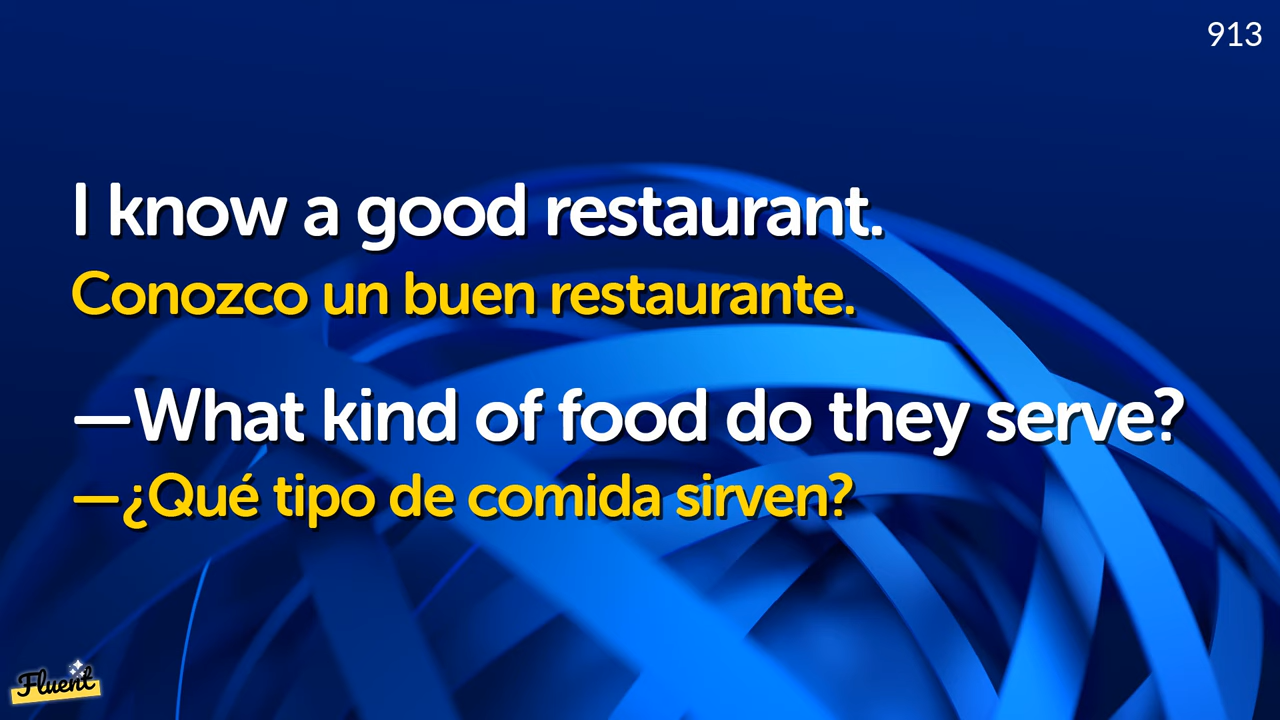 913
I know a good restaurant.
Conozco un buen restaurante.
—What kind of food do they serve?
—¿Qué tipo de comida sirven?
Fluent